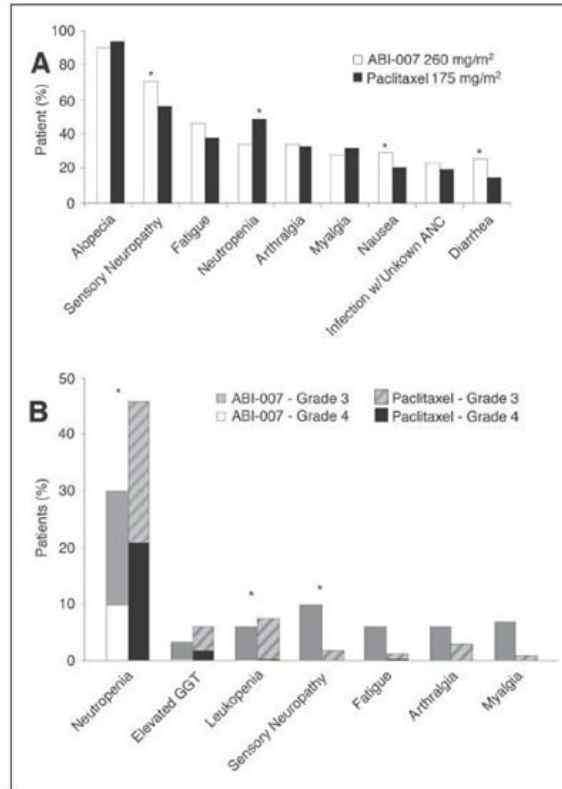 A
100
80
60
40
20
0
Patient (%)
ABI-007 260 mg/m²
Paclitaxel 175 mg/m²
*
*
*
*
Alopecia
Sensory Neuropathy
Fatigue
Neutropenia
Arthralgia
Myalgia
Nausea
Infection w/ Unkown ANC
Diarrhea
B
50
40
30
20
10
0
Patients (%)
ABI-007 - Grade 3
Paclitaxel - Grade 3
ABI-007 - Grade 4
Paclitaxel - Grade 4
*
*
*
Neutropenia
Elevated GGT
Leukopenia
Sensory Neuropathy
Fatigue
Arthralgia
Myalgia